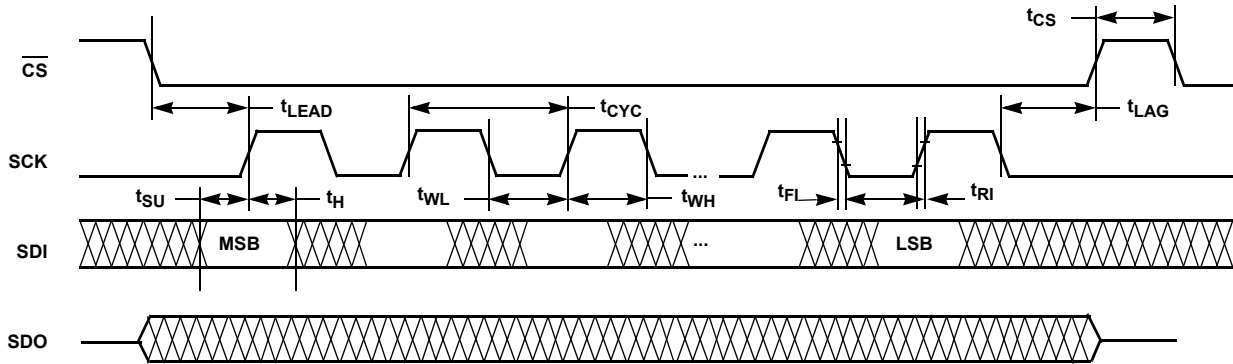 tCS
CS
tLEAD
tCYC
tLAG
SCK
...
tSU
tH
tWL
tWH
tFI
tRI
SDI
MSB
...
LSB
SDO